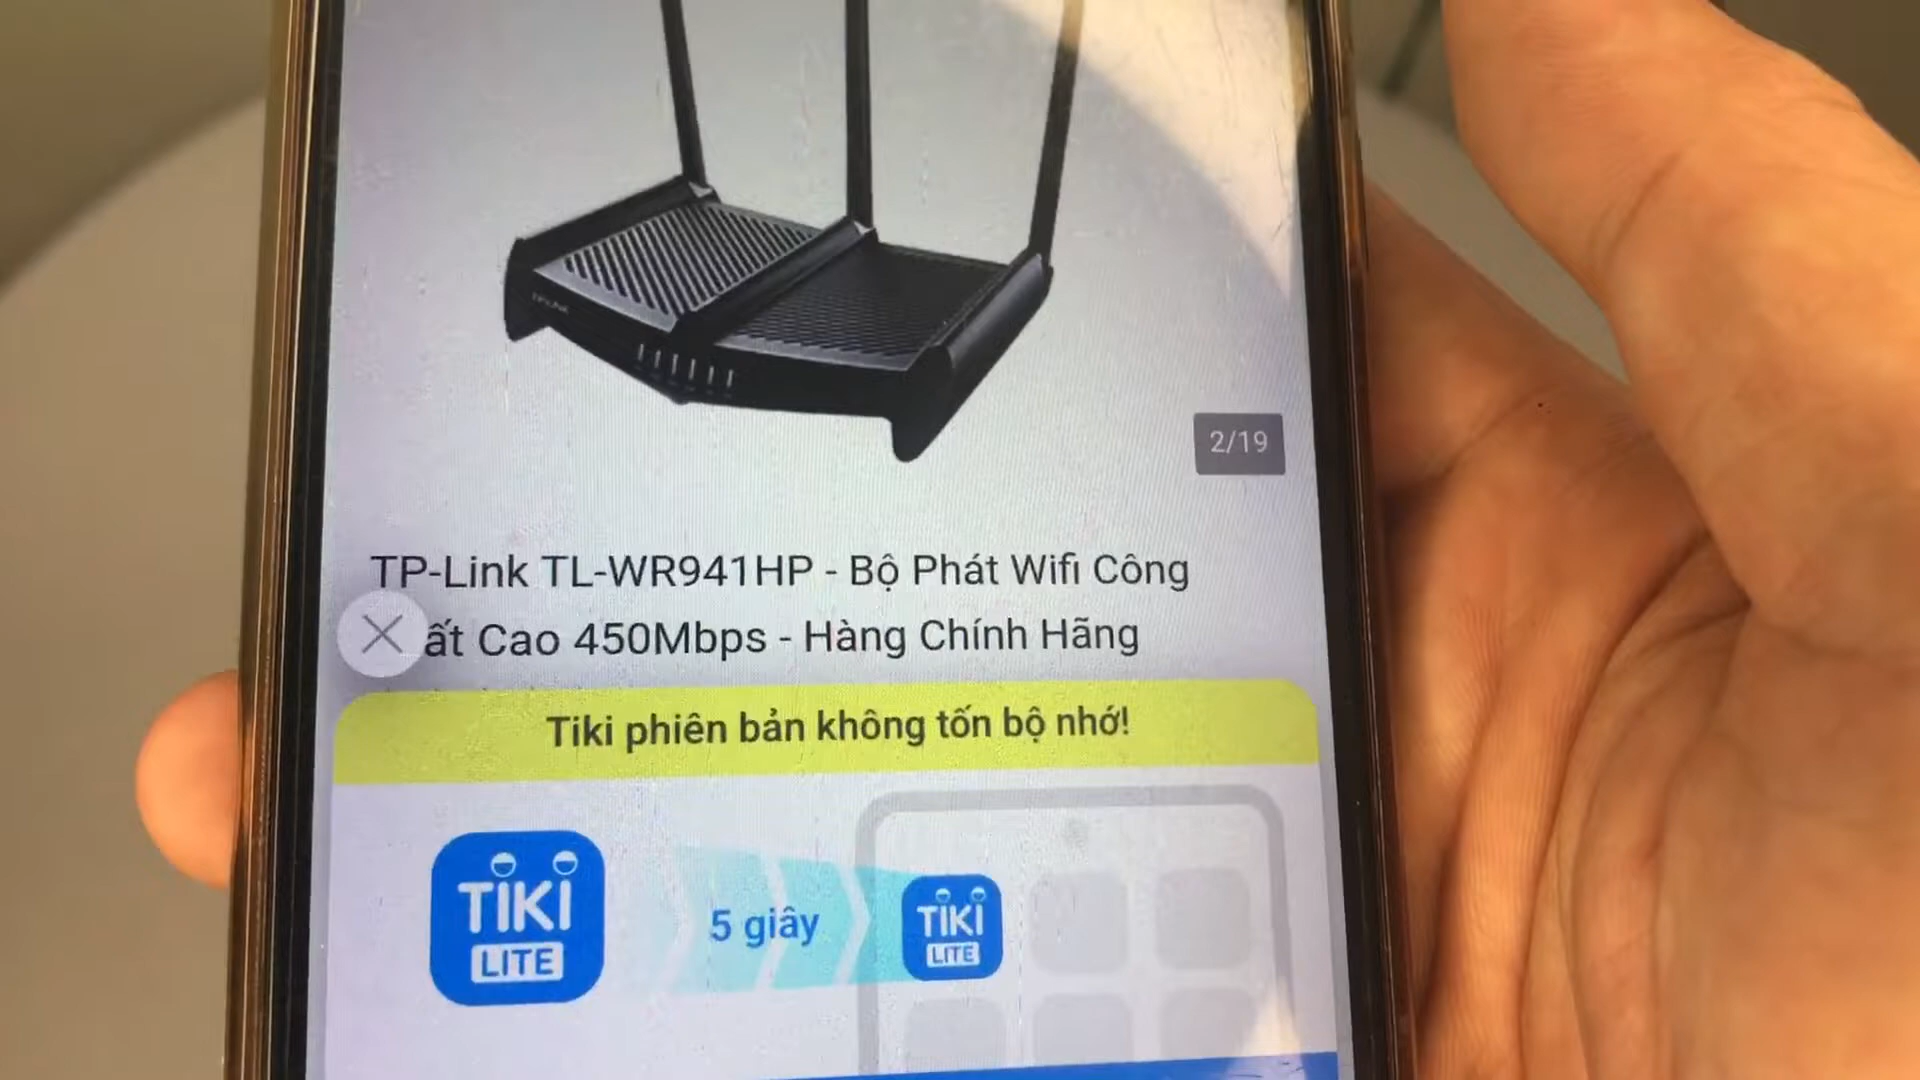 2/19
TP-Link TL-WR941HP - Bộ Phát Wifi Công
ất Cao 450Mbps - Hàng Chính Hãng
Tiki phiên bản không tốn bộ nhớ!
TIKI
LITE
5 giây
TIKI
LITE